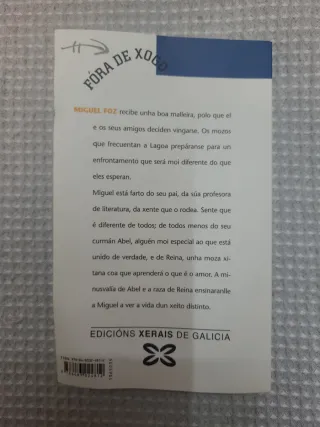 FÓRA DE XOGO
MIGUEL FOZ recibe unha boa malleira, polo que el
e os seus amigos deciden vingarse. Os mozos
que frecuentan a Lagoa prepáranse para un
enfrontamento que será moi diferente do que
eles esperan.
Miguel está farto do seu pai, da súa profesora
de literatura, da xente que o rodea. Sente que
é diferente de todos; de todos menos do seu
curmán Abel, alguén moi especial ao que está
unido de verdade, e de Reina, unha moza xi-
tana coa que aprenderá o que é o amor. A mi-
nusvalía de Abel e a raza de Reina ensinaranlle
a Miguel a ver a vida dun xeito distinto.
EDICIÓNS XERAIS DE GALICIA